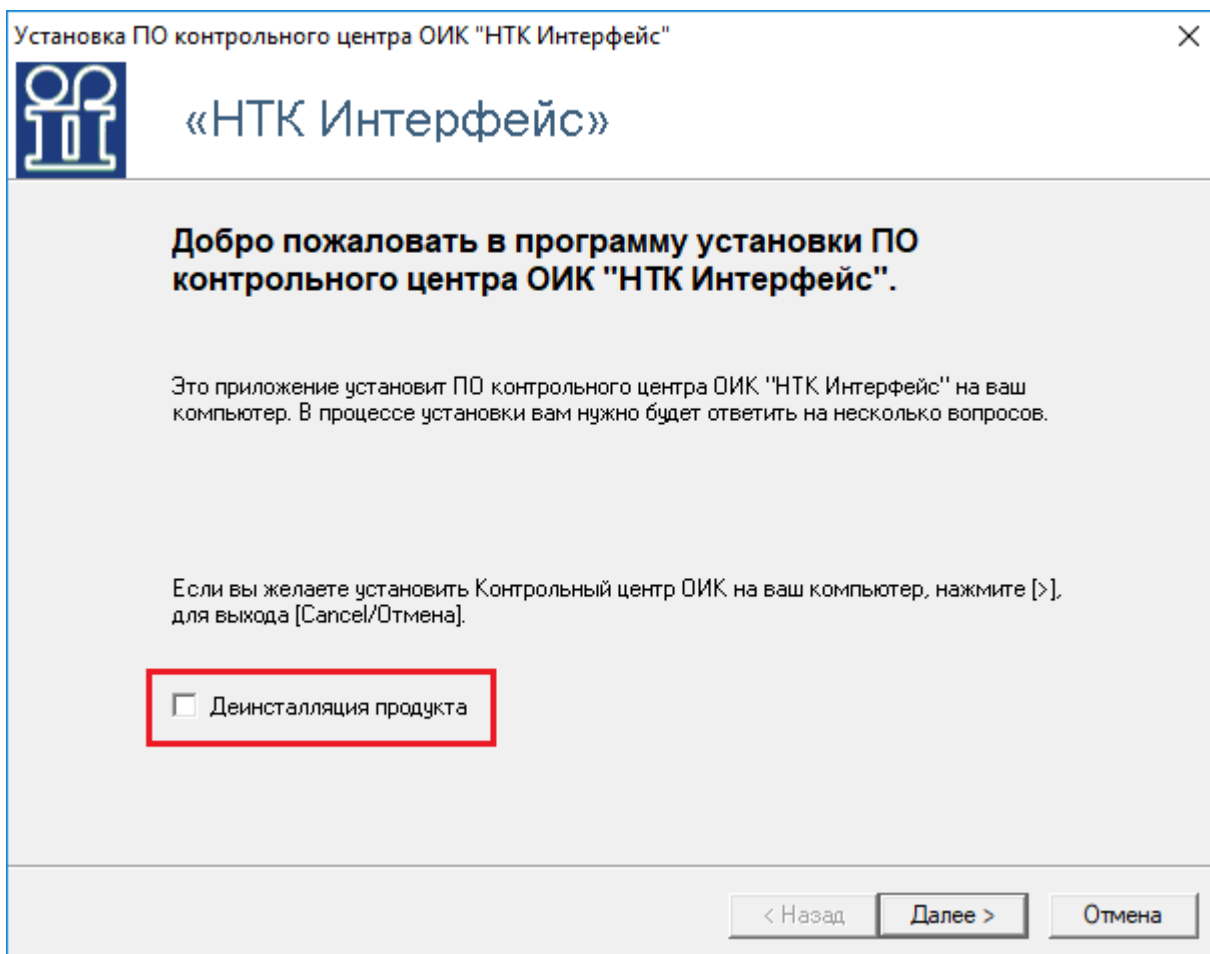 Установка ПО контрольного центра ОИК "НТК Интерфейс"
«НТК Интерфейс»
Добро пожаловать в программу установки ПО
контрольного центра ОИК "НТК Интерфейс".
Это приложение установит ПО контрольного центра ОИК "НТК Интерфейс" на ваш
компьютер. В процессе установки вам нужно будет ответить на несколько вопросов.
Если вы желаете установить Контрольный центр ОИК на ваш компьютер, нажмите [>],
для выхода [Cancel/Отмена].
Деинсталляция продукта
< Назад Далее > Отмена